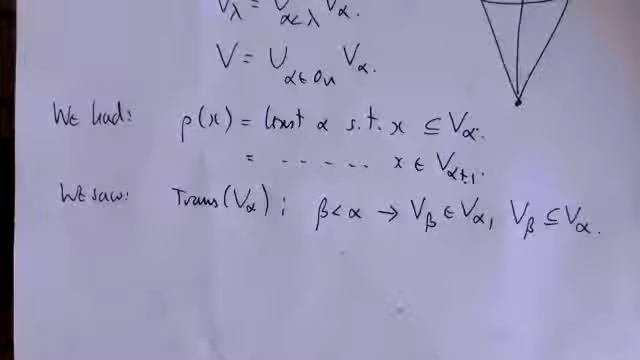 V_λ = ∪_{α<λ} V_α.
V = ∪_{α∈On} V_α.
We had: ρ(x) = least α s.t. x ⊆ V_α.
= - - - - - - x ∈ V_{α+1}.
We saw: Trans(V_α) ; β < α → V_β ∈ V_α, V_β ⊆ V_α.